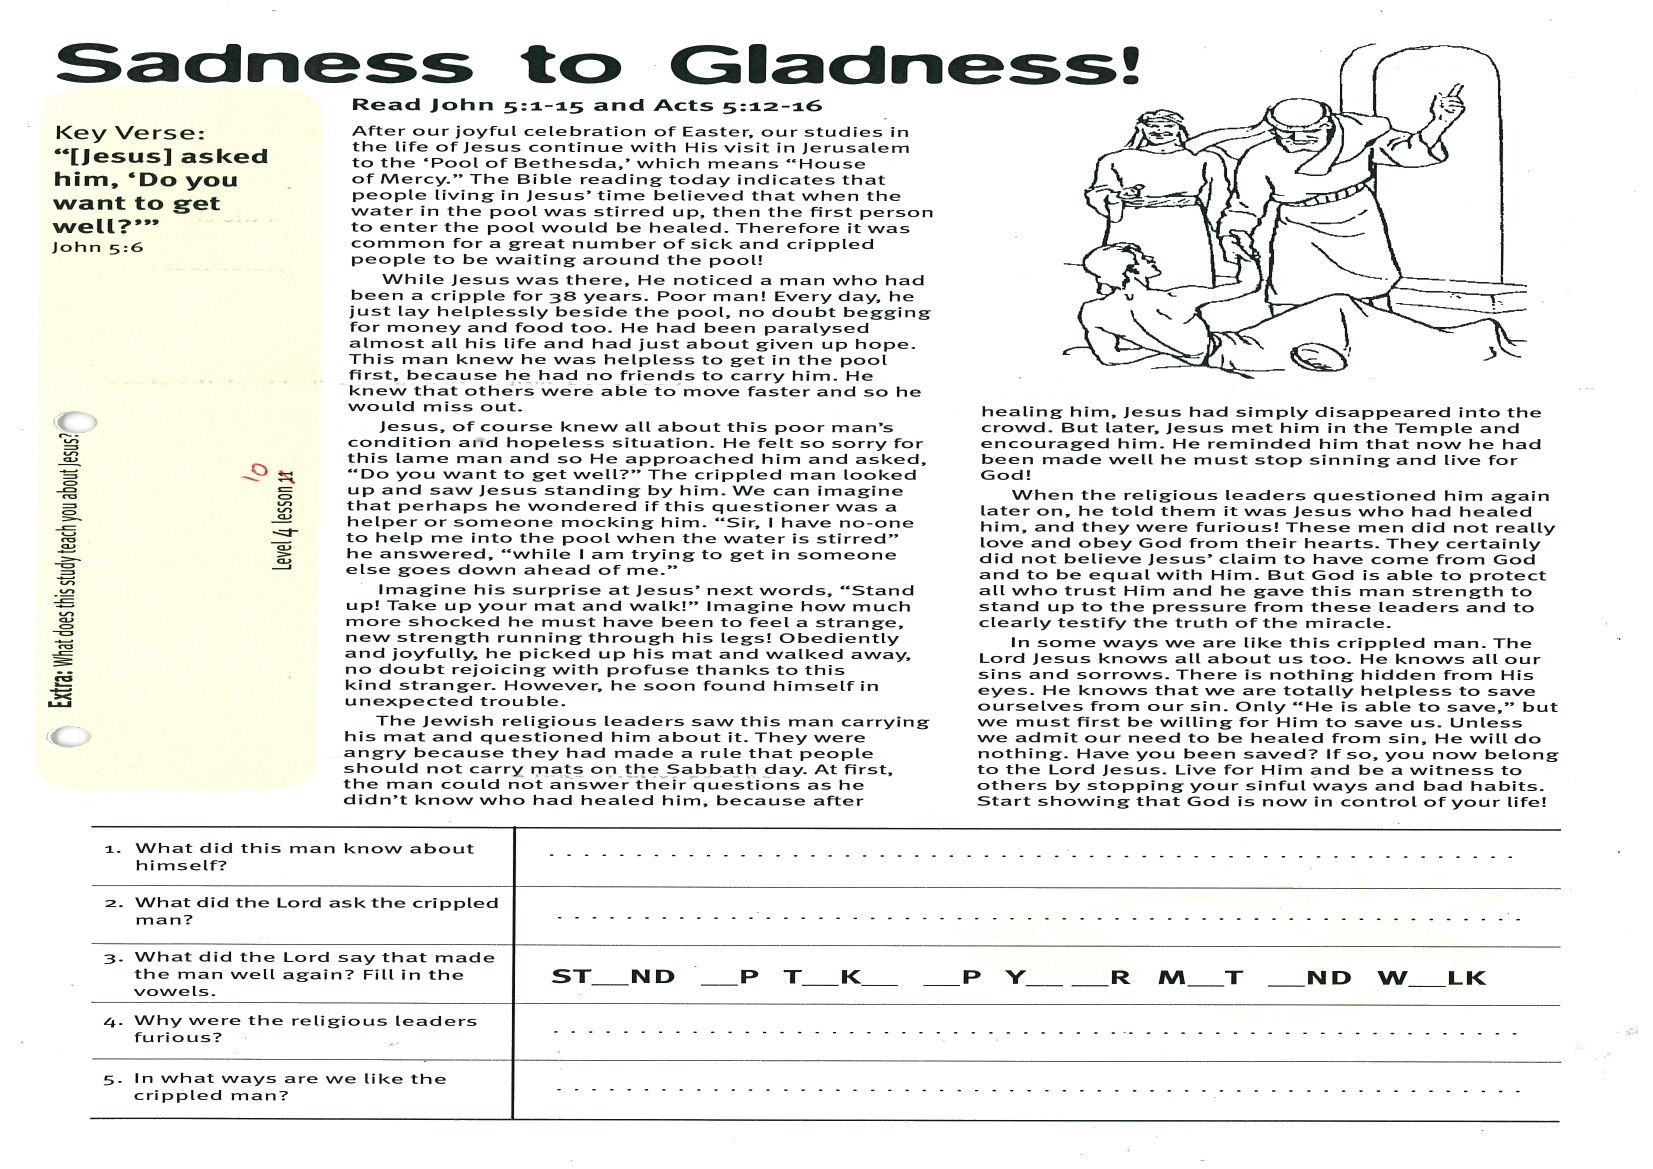 Sadness to Gladness!
Key Verse:
“[Jesus] asked
him, ‘Do you
want to get
well?’”
John 5:6
Extra: What does this study teach you about Jesus?
Level 4 lesson 11
10
Read John 5:1-15 and Acts 5:12-16
After our joyful celebration of Easter, our studies in
the life of Jesus continue with His visit in Jerusalem
to the ‘Pool of Bethesda,’ which means “House
of Mercy.” The Bible reading today indicates that
people living in Jesus’ time believed that when the
water in the pool was stirred up, then the first person
to enter the pool would be healed. Therefore it was
common for a great number of sick and crippled
people to be waiting around the pool!
While Jesus was there, He noticed a man who had
been a cripple for 38 years. Poor man! Every day, he
just lay helplessly beside the pool, no doubt begging
for money and food too. He had been paralysed
almost all his life and had just about given up hope.
This man knew he was helpless to get in the pool
first, because he had no friends to carry him. He
knew that others were able to move faster and so he
would miss out.
Jesus, of course knew all about this poor man’s
condition and hopeless situation. He felt so sorry for
this lame man and so He approached him and asked,
“Do you want to get well?” The crippled man looked
up and saw Jesus standing by him. We can imagine
that perhaps he wondered if this questioner was a
helper or someone mocking him. “Sir, I have no-one
to help me into the pool when the water is stirred”
he answered, “while I am trying to get in someone
else goes down ahead of me.”
Imagine his surprise at Jesus’ next words, “Stand
up! Take up your mat and walk!” Imagine how much
more shocked he must have been to feel a strange,
new strength running through his legs! Obediently
and joyfully, he picked up his mat and walked away,
no doubt rejoicing with profuse thanks to this
kind stranger. However, he soon found himself in
unexpected trouble.
The Jewish religious leaders saw this man carrying
his mat and questioned him about it. They were
angry because they had made a rule that people
should not carry mats on the Sabbath day. At first,
the man could not answer their questions as he
didn’t know who had healed him, because after
healing him, Jesus had simply disappeared into the
crowd. But later, Jesus met him in the Temple and
encouraged him. He reminded him that now he had
been made well he must stop sinning and live for
God!
When the religious leaders questioned him again
later on, he told them it was Jesus who had healed
him, and they were furious! These men did not really
love and obey God from their hearts. They certainly
did not believe Jesus’ claim to have come from God
and to be equal with Him. But God is able to protect
all who trust Him and he gave this man strength to
stand up to the pressure from these leaders and to
clearly testify the truth of the miracle.
In some ways we are like this crippled man. The
Lord Jesus knows all about us too. He knows all our
sins and sorrows. There is nothing hidden from His
eyes. He knows that we are totally helpless to save
ourselves from our sin. Only “He is able to save,” but
we must first be willing for Him to save us. Unless
we admit our need to be healed from sin, He will do
nothing. Have you been saved? If so, you now belong
to the Lord Jesus. Live for Him and be a witness to
others by stopping your sinful ways and bad habits.
Start showing that God is now in control of your life!
1. What did this man know about
himself?
2. What did the Lord ask the crippled
man?
3. What did the Lord say that made
the man well again? Fill in the
vowels.
ST__ND __P T__K__ __P Y__ __R M__T __ND W__LK
4. Why were the religious leaders
furious?
5. In what ways are we like the
crippled man?